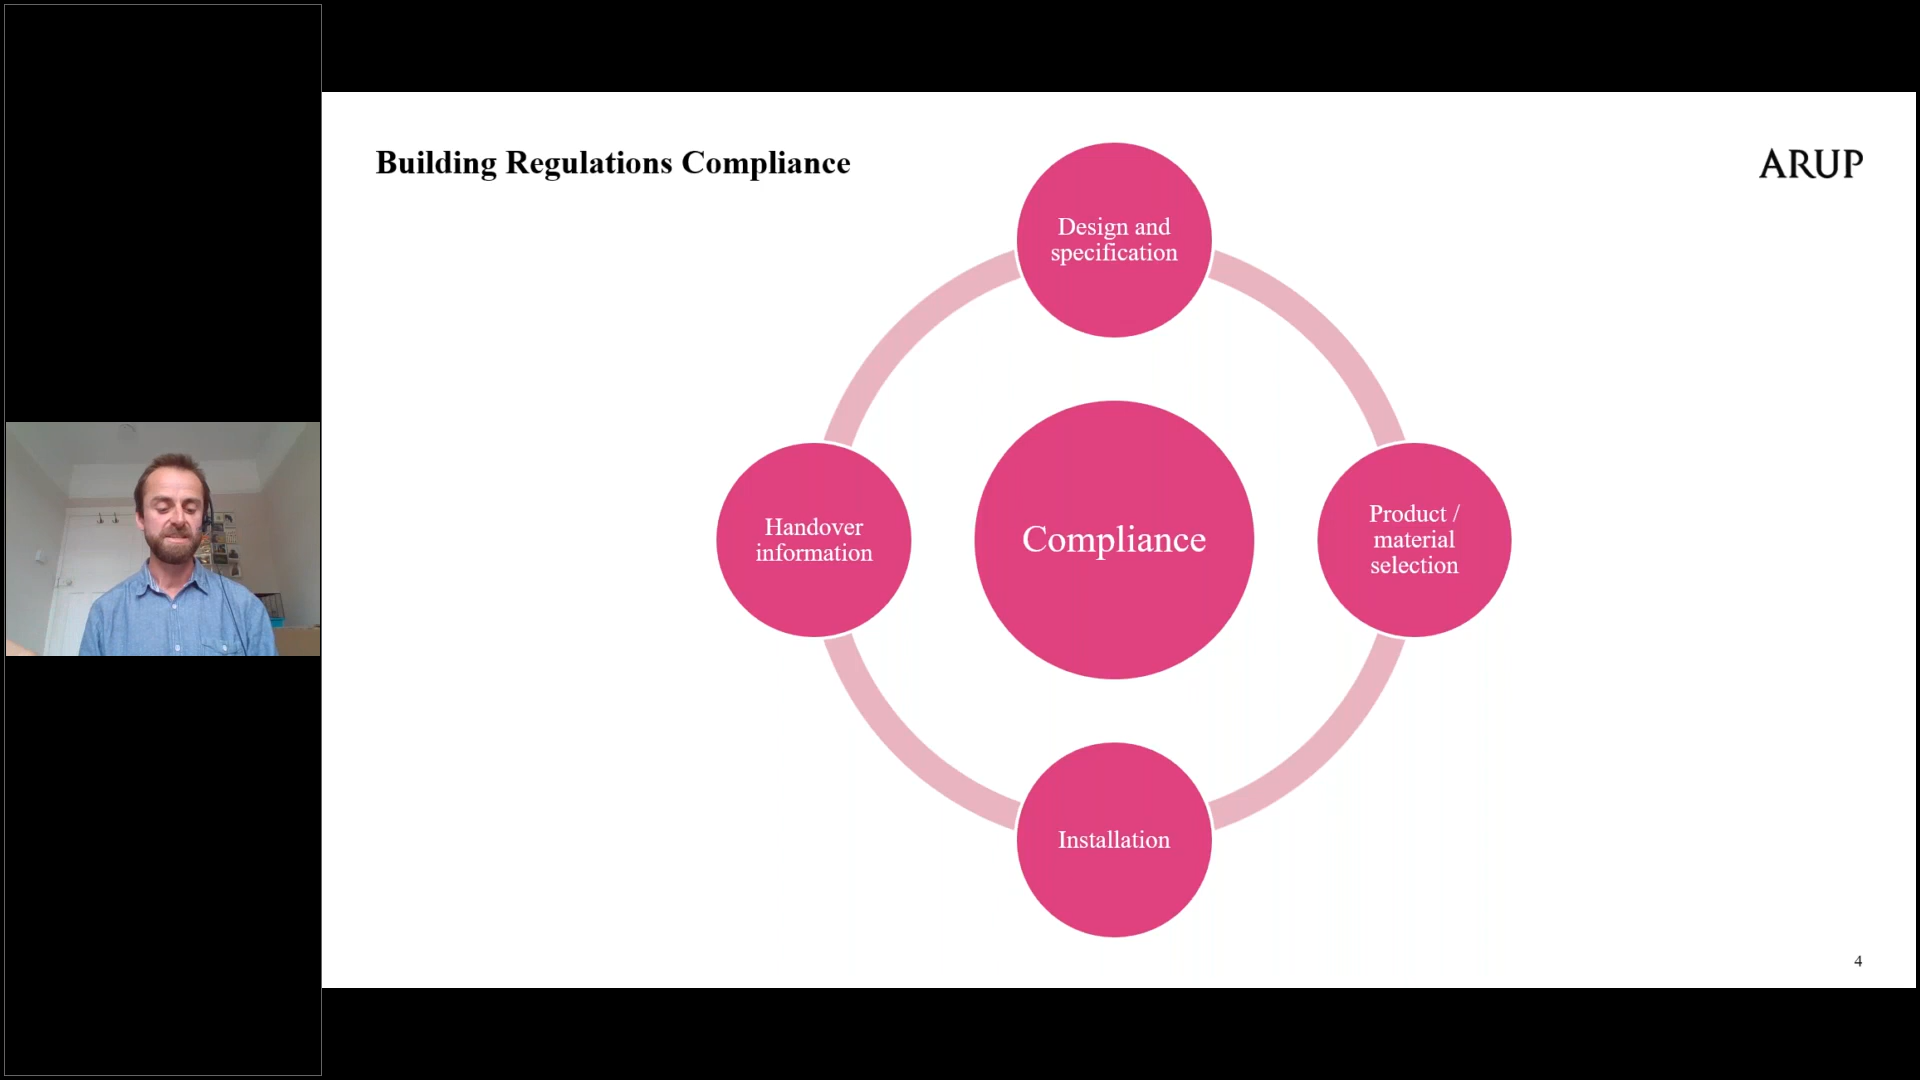 Building Regulations Compliance
ARUP
Design and
specification
Handover
information
Compliance
Product /
material
selection
Installation
4